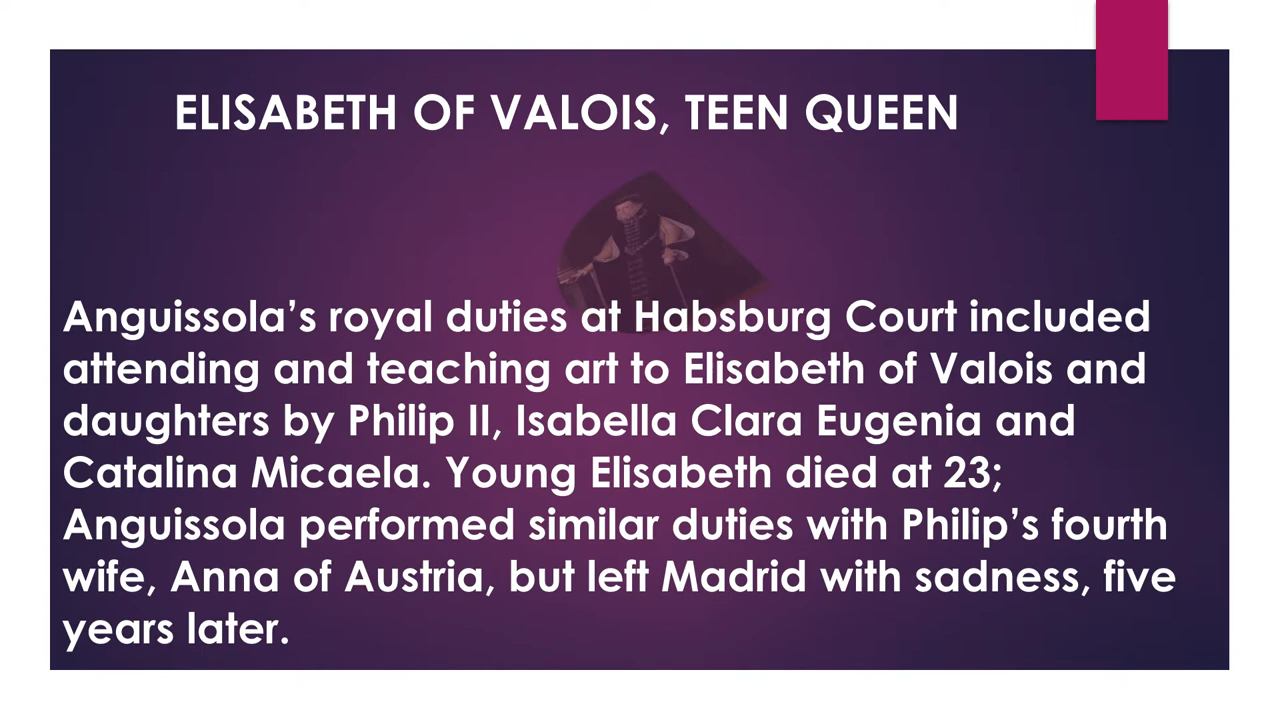 ELISABETH OF VALOIS, TEEN QUEEN
Anguissola’s royal duties at Habsburg Court included
attending and teaching art to Elisabeth of Valois and
daughters by Philip II, Isabella Clara Eugenia and
Catalina Micaela. Young Elisabeth died at 23;
Anguissola performed similar duties with Philip’s fourth
wife, Anna of Austria, but left Madrid with sadness, five
years later.